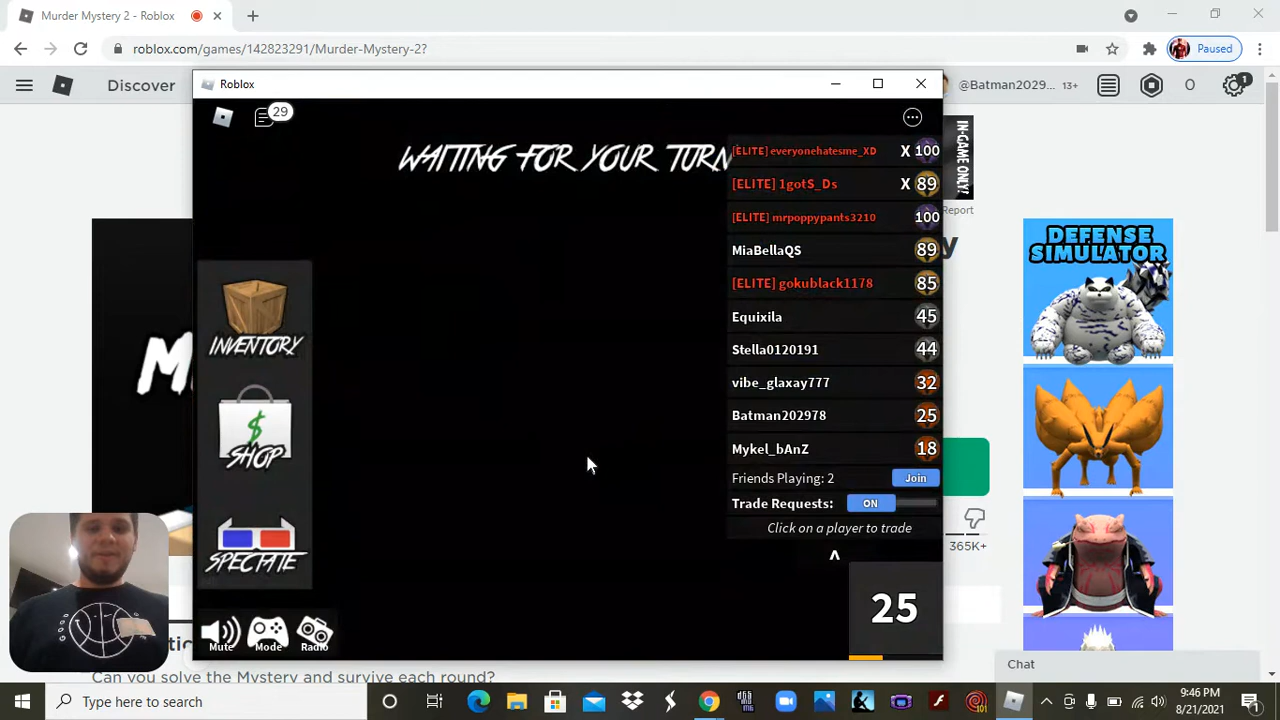 Murder Mystery 2 - Roblox
roblox.com/games/142823291/Murder-Mystery-2?
Paused
Discover
@Batman2029...
13+
0
1
Roblox
29
WAITING FOR YOUR TURN
[ELITE] everyonehatesme_XD X 100
[ELITE] 1gotS_Ds X 89
[ELITE] mrpoppypants3210 100
MiaBellaQS 89
[ELITE] gokublack1178 85
Equixila 45
Stella0120191 44
vibe_glaxay777 32
Batman202978 25
Mykel_bAnZ 18
Friends Playing: 2 Join
Trade Requests: ON
Click on a player to trade
^
25
INVENTORY
$
SHOP
SPECTATE
Mute
Mode
Radio
IN-GAME ONLY!
Report
y
M
DEFENSE
SIMULATOR
365K+
tic
Can you solve the Mystery and survive each round?
Chat
Type here to search
101
9:46 PM
8/21/2021